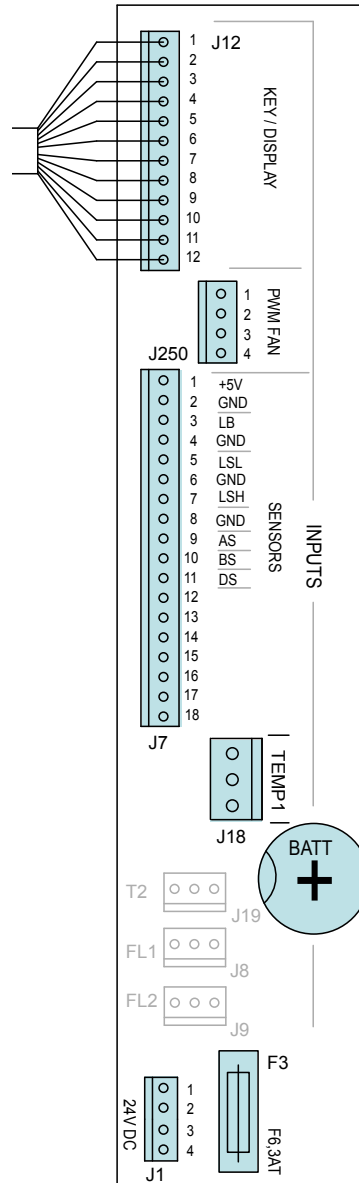 1 J12
2
3
4
5
6
7
8
9
10
11
12
KEY / DISPLAY
1
2
3
4
PWM FAN
J250
1 +5V
2 GND
3 LB
4 GND
5 LSL
6 GND
7 LSH
8 GND
9 AS
10 BS
11 DS
12
13
14
15
16
17
18
SENSORS
INPUTS
J7
TEMP1
J18
BATT
+
T2
J19
FL1
J8
FL2
J9
F3
F6,3AT
24V DC
1
2
3
4
J1